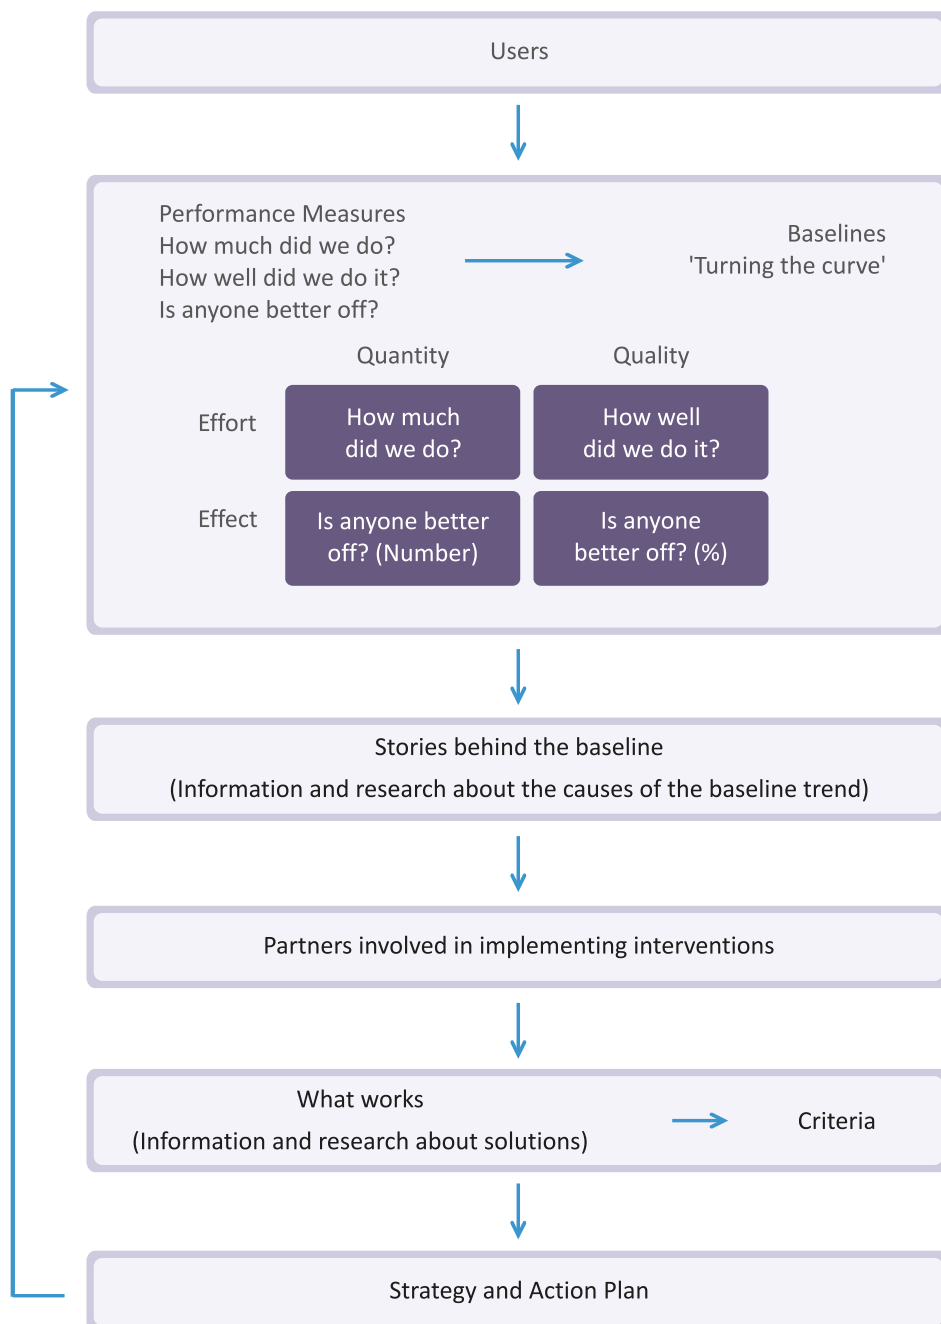 Users
Performance Measures
How much did we do?
How well did we do it?
Is anyone better off?
Baselines
'Turning the curve'
Quantity
Quality
Effort
How much
did we do?
How well
did we do it?
Effect
Is anyone better
off? (Number)
Is anyone
better off? (%)
Stories behind the baseline
(Information and research about the causes of the baseline trend)
Partners involved in implementing interventions
What works
(Information and research about solutions)
Criteria
Strategy and Action Plan